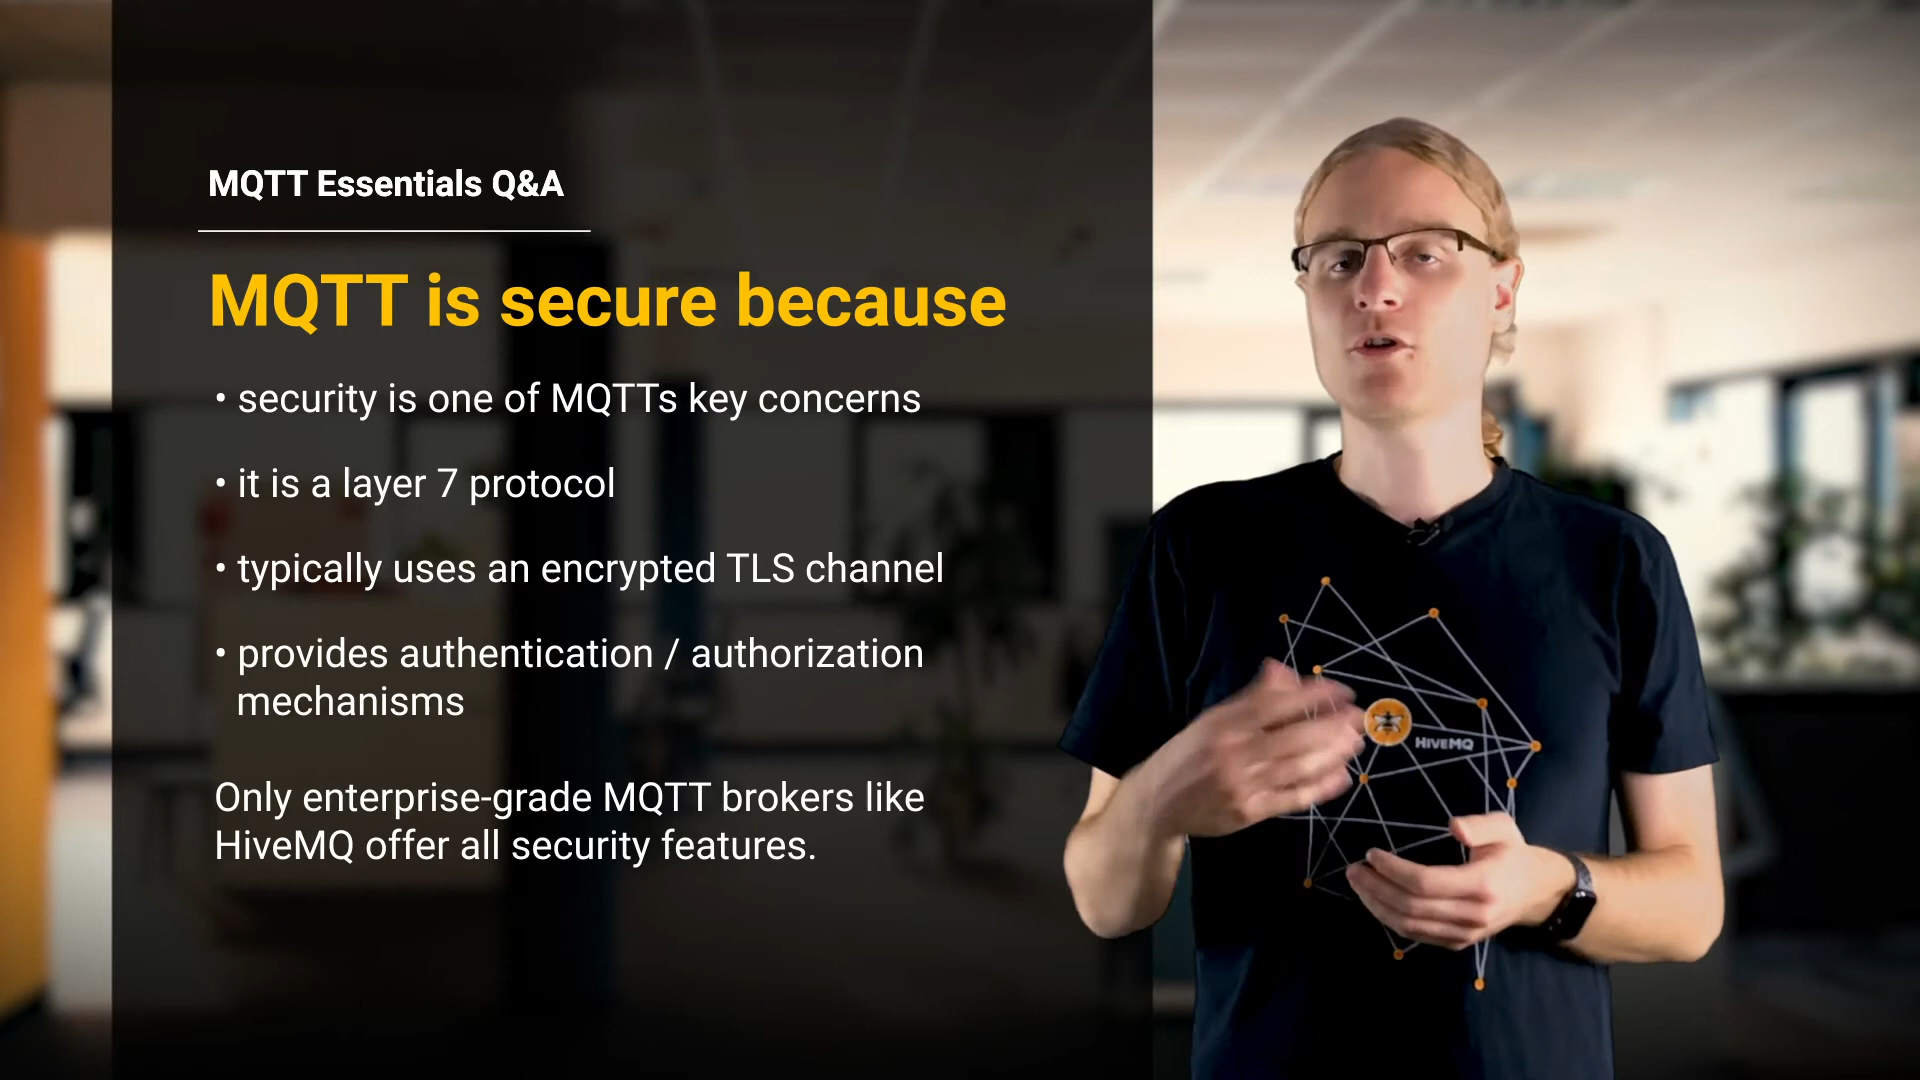 MQTT Essentials Q&A
MQTT is secure because
• security is one of MQTTs key concerns
• it is a layer 7 protocol
• typically uses an encrypted TLS channel
• provides authentication / authorization
mechanisms
Only enterprise-grade MQTT brokers like
HiveMQ offer all security features.
HIVEMQ